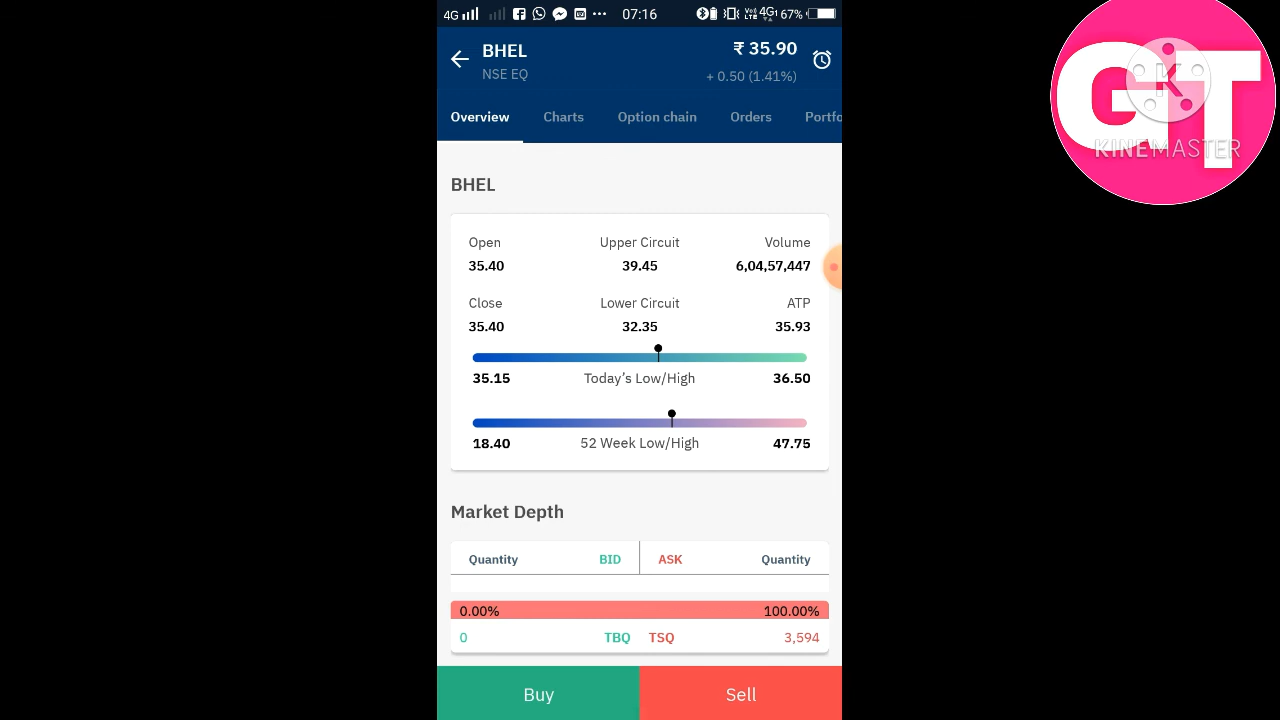 4G 07:16 4G 67%
BHEL ₹ 35.90
NSE EQ + 0.50 (1.41%)
Overview Charts Option chain Orders Portfo
BHEL
Open Upper Circuit Volume
35.40 39.45 6,04,57,447
Close Lower Circuit ATP
35.40 32.35 35.93
35.15 Today's Low/High 36.50
18.40 52 Week Low/High 47.75
Market Depth
Quantity BID ASK Quantity
0.00% 100.00%
0 TBQ TSQ 3,594
Buy Sell
GT
K
KINEMASTER